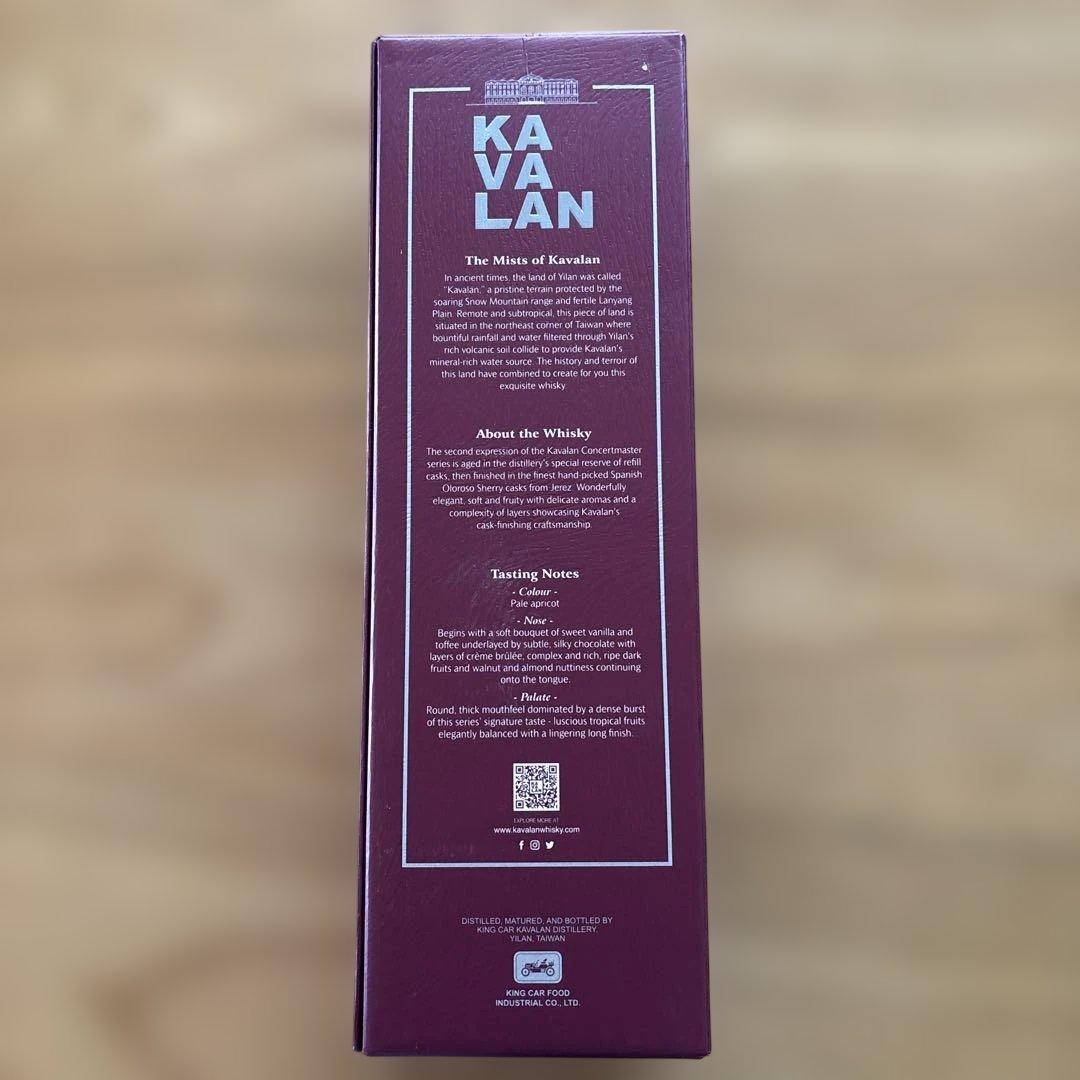 KA
VA
LAN
The Mists of Kavalan
In ancient times, the land of Yilan was called
"Kavalan," a pristine terrain protected by the
soaring Snow Mountain range and fertile Lanyang
Plain. Remote and subtropical, this piece of land is
situated in the northeast corner of Taiwan where
bountiful rainfall and water filtered through Yilan's
rich volcanic soil collide to provide Kavalan's
mineral-rich water source. The history and terroir of
this land have combined to create for you this
exquisite whisky.
About the Whisky
The second expression of the Kavalan Concertmaster
series is aged in the distillery's special reserve of refill
casks, then finished in the finest hand-picked Spanish
Oloroso Sherry casks from Jerez. Wonderfully
elegant, soft and fruity with delicate aromas and a
complexity of layers showcasing Kavalan's
cask-finishing craftsmanship.
Tasting Notes
- Colour -
Pale apricot
- Nose -
Begins with a soft bouquet of sweet vanilla and
toffee underlayed by subtle, silky chocolate with
layers of crème brûlée, complex and rich, ripe dark
fruits and walnut and almond nuttiness continuing
onto the tongue.
- Palate -
Round, thick mouthfeel dominated by a dense burst
of this series' signature taste - luscious tropical fruits
elegantly balanced with a lingering long finish.
KA
VA
LAN
EXPLORE MORE AT
www.kavalanwhisky.com
DISTILLED, MATURED, AND BOTTLED BY
KING CAR KAVALAN DISTILLERY,
YILAN, TAIWAN
KING CAR FOOD
INDUSTRIAL CO., LTD.